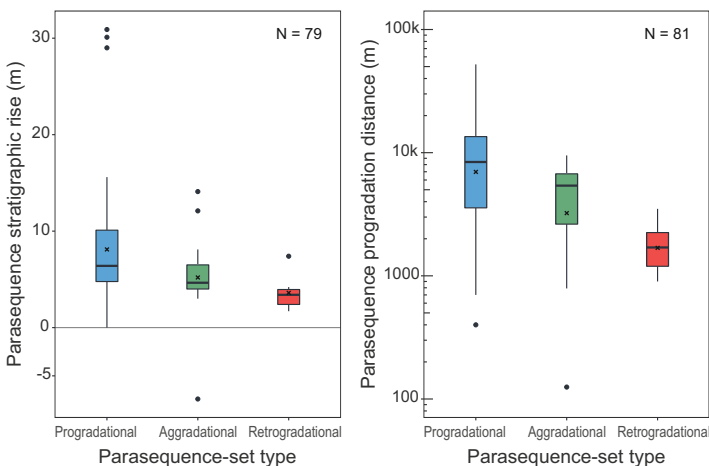 Parasequence stratigraphic rise (m)
30
20
10
0
-5
N = 79
Progradational Aggradational Retrogradational
Parasequence-set type
Parasequence progradation distance (m)
100k
10k
1000
100
N = 81
Progradational Aggradational Retrogradational
Parasequence-set type